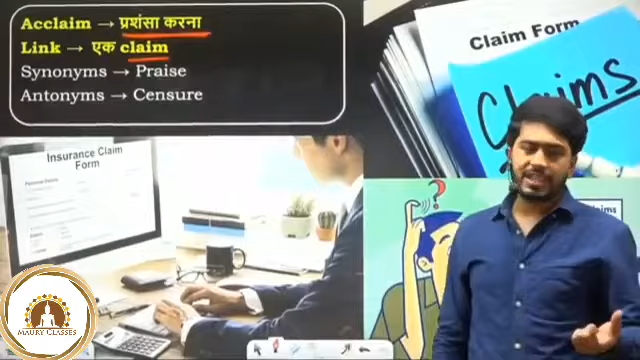 Acclaim → प्रशंसा करना
Link → एक claim
Synonyms → Praise
Antonyms → Censure
Claim Form
Claims
Insurance Claim
Form
MAURY CLASSES